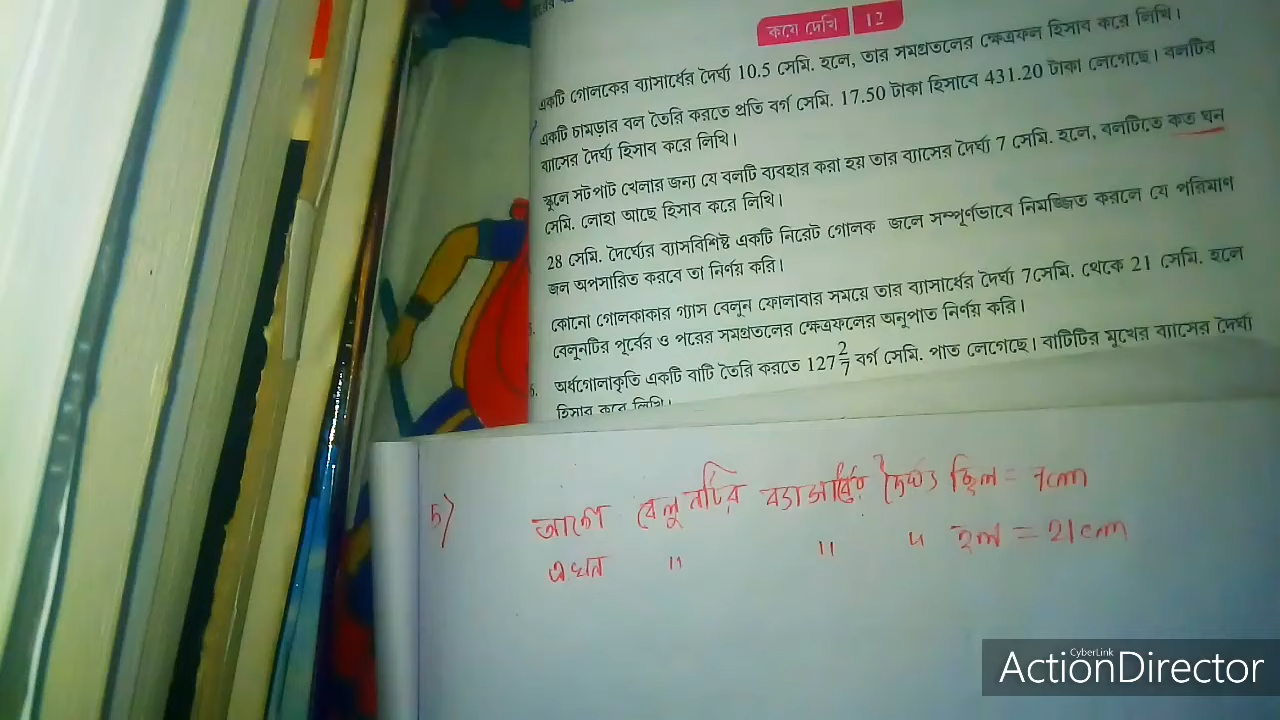 কষে দেখি 12
একটি গোলকের ব্যাসার্ধের দৈর্ঘ্য 10.5 সেমি. হলে, তার সমগ্রতলের ক্ষেত্রফল হিসাব করে লিখি।
একটি চামড়ার বল তৈরি করতে প্রতি বর্গ সেমি. 17.50 টাকা হিসাবে 431.20 টাকা লেগেছে। বলটির
ব্যাসের দৈর্ঘ্য হিসাব করে লিখি।
স্কুলে সটপাট খেলার জন্য যে বলটি ব্যবহার করা হয় তার ব্যাসের দৈর্ঘ্য 7 সেমি. হলে, বলটিতে কত ঘন
সেমি. লোহা আছে হিসাব করে লিখি।
28 সেমি. দৈর্ঘ্যের ব্যাসবিশিষ্ট একটি নিরেট গোলক জলে সম্পূর্ণভাবে নিমজ্জিত করলে যে পরিমাণ
জল অপসারিত করবে তা নির্ণয় করি।
কোনো গোলকাকার গ্যাস বেলুন ফোলাবার সময়ে তার ব্যাসার্ধের দৈর্ঘ্য 7সেমি. থেকে 21 সেমি. হলে
বেলুনটির পূর্বের ও পরের সমগ্রতলের ক্ষেত্রফলের অনুপাত নির্ণয় করি।
6. অর্ধগোলাকৃতি একটি বাটি তৈরি করতে 127 2/7 বর্গ সেমি. পাত লেগেছে। বাটিটির মুখের ব্যাসের দৈর্ঘ্য
হিসাব করে লিখি।
5) আগে বেলুনটির ব্যাসার্ধের দৈর্ঘ্য ছিল = 7cm
এখন " " " হল = 21cm
CyberLink
ActionDirector